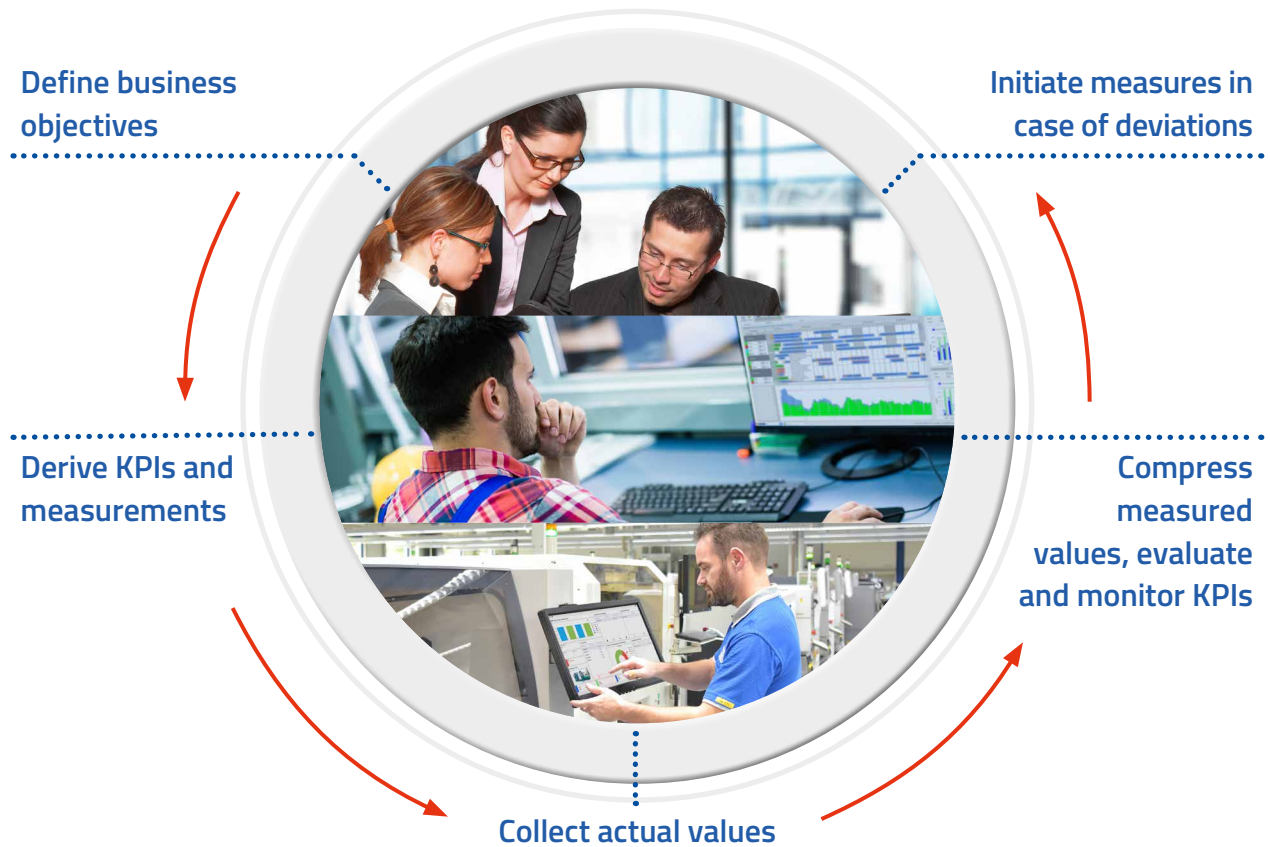 Define business
objectives
Initiate measures in
case of deviations
Derive KPIs and
measurements
Compress
measured
values, evaluate
and monitor KPIs
Collect actual values